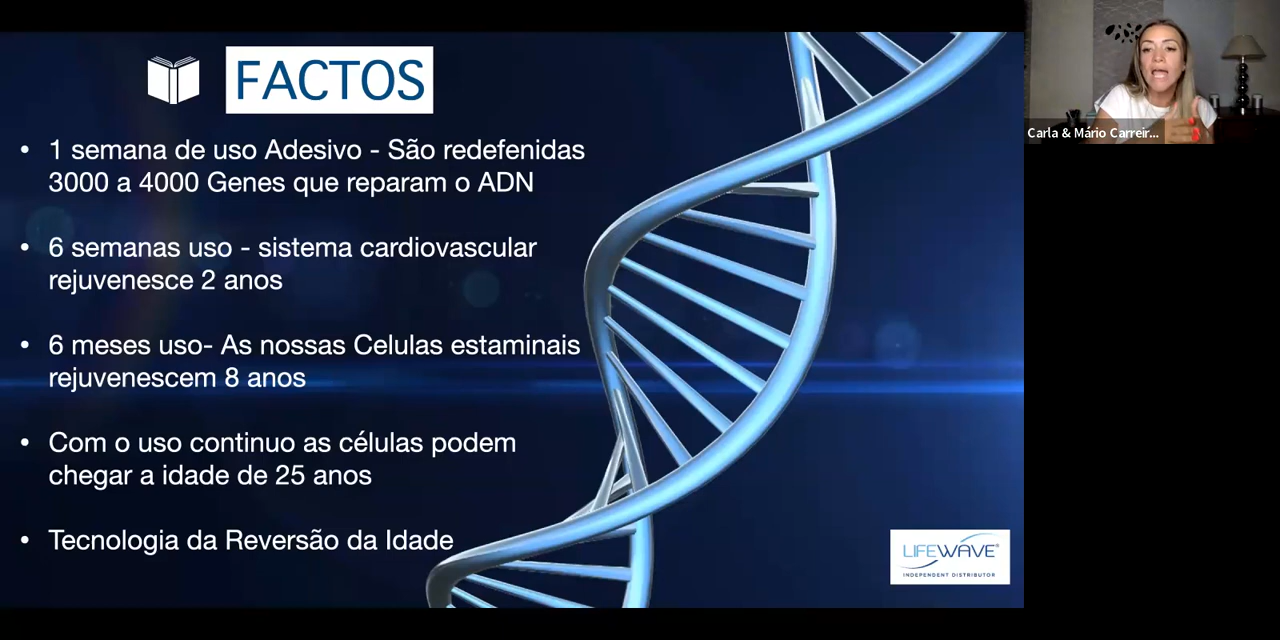 FACTOS
• 1 semana de uso Adesivo - São redefenidas
3000 a 4000 Genes que reparam o ADN
• 6 semanas uso - sistema cardiovascular
rejuvenesce 2 anos
• 6 meses uso- As nossas Celulas estaminais
rejuvenescem 8 anos
• Com o uso continuo as células podem
chegar a idade de 25 anos
• Tecnologia da Reversão da Idade
LIFEWAVE®
INDEPENDENT DISTRIBUTOR
Carla & Mário Carreir...